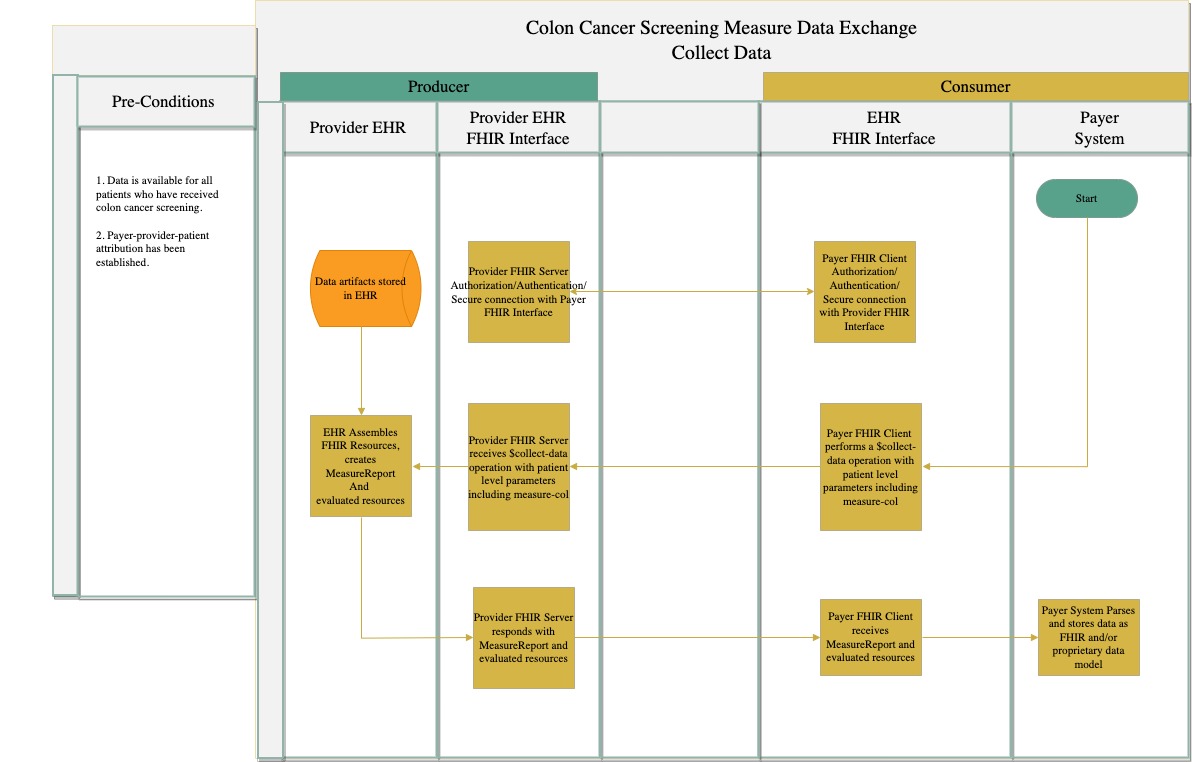 Colon Cancer Screening Measure Data Exchange
Collect Data
Producer
Consumer
Pre-Conditions
Provider EHR
Provider EHR
FHIR Interface
EHR
FHIR Interface
Payer
System
1. Data is available for all
patients who have received
colon cancer screening.
2. Payer-provider-patient
attribution has been
established.
Start
Data artifacts stored
in EHR
Provider FHIR Server
Authorization/Authentication/
Secure connection with Payer
FHIR Interface
Payer FHIR Client
Authorization/
Authentication/
Secure connection
with Provider FHIR
Interface
EHR Assembles
FHIR Resources,
creates
MeasureReport
And
evaluated resources
Provider FHIR Server
receives $collect-data
operation with patient
level parameters
including measure-col
Payer FHIR Client
performs a $collect-
data operation with
patient level
parameters including
measure-col
Provider FHIR Server
responds with
MeasureReport and
evaluated resources
Payer FHIR Client
receives
MeasureReport and
evaluated resources
Payer System Parses
and stores data as
FHIR and/or
proprietary data
model